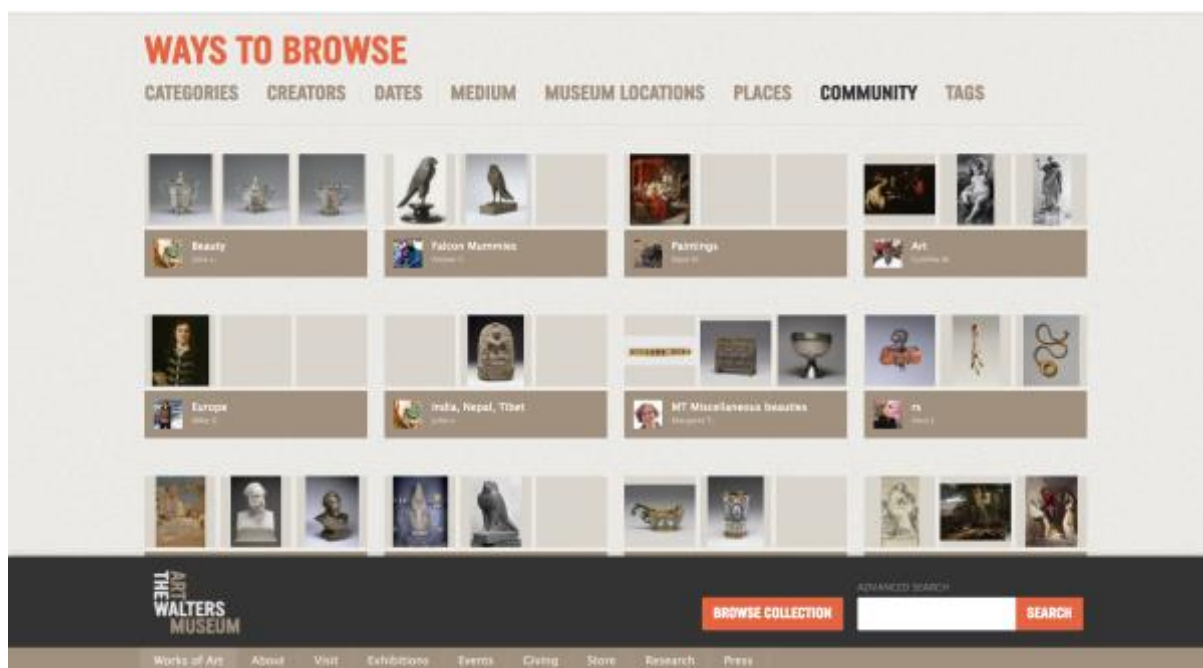 WAYS TO BROWSE
CATEGORIES CREATORS DATES MEDIUM MUSEUM LOCATIONS PLACES COMMUNITY TAGS
Beauty
Falcon Mummies
Paintings
Art
Europe
India, Nepal, Tibet
MT Miscellaneous beauties
rs
Margaret T.
THE
ART
WALTERS
MUSEUM
ADVANCED SEARCH
BROWSE COLLECTION
SEARCH
Works of Art About Visit Exhibitions Events Giving Store Research Press